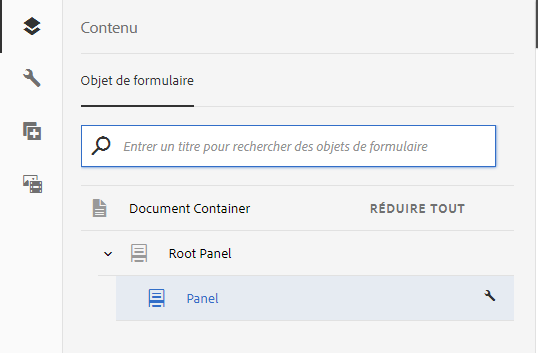 Contenu
Objet de formulaire
Entrer un titre pour rechercher des objets de formulaire
Document Container RÉDUIRE TOUT
Root Panel
Panel